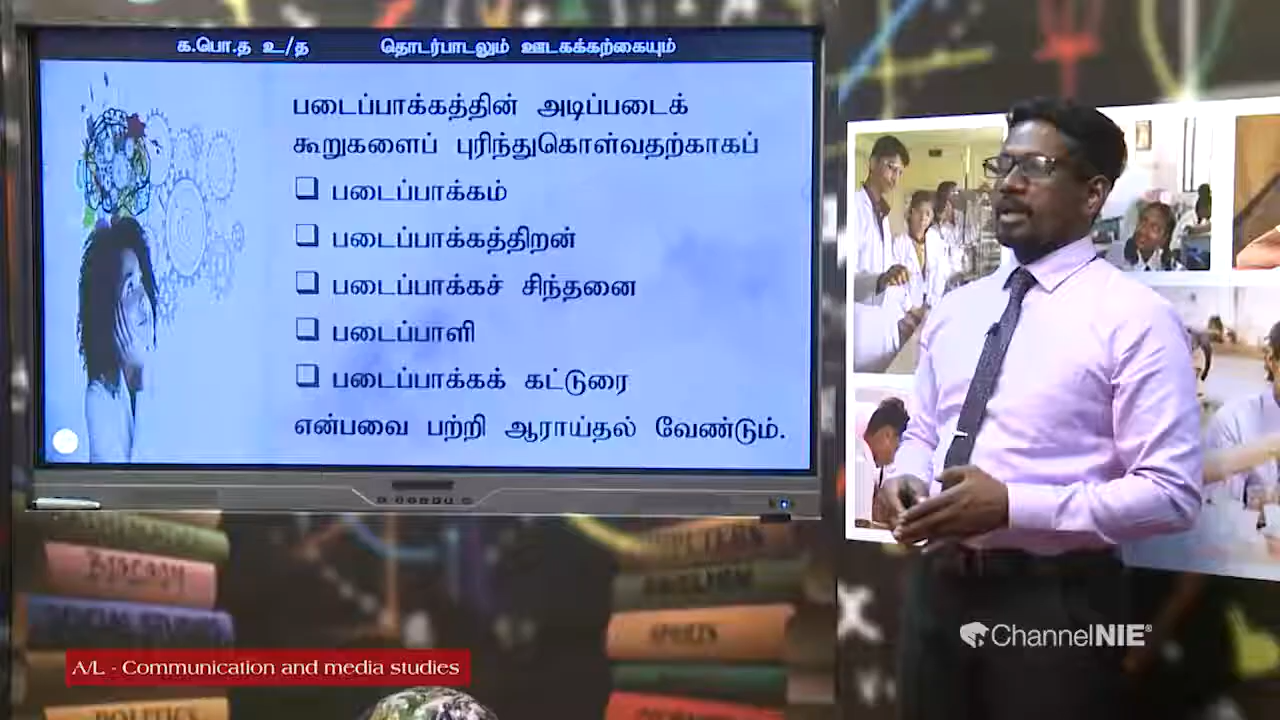 க.பொ.த உ/த தொடர்பாடலும் ஊடகக்கற்கையும்
படைப்பாக்கத்தின் அடிப்படைக்
கூறுகளைப் புரிந்துகொள்வதற்காகப்
❑ படைப்பாக்கம்
❑ படைப்பாக்கத்திறன்
❑ படைப்பாக்கச் சிந்தனை
❑ படைப்பாளி
❑ படைப்பாக்கக் கட்டுரை
என்பவை பற்றி ஆராய்தல் வேண்டும்.
SPORTS
ChannelNIE®
A/L - Communication and media studies
POLITICS